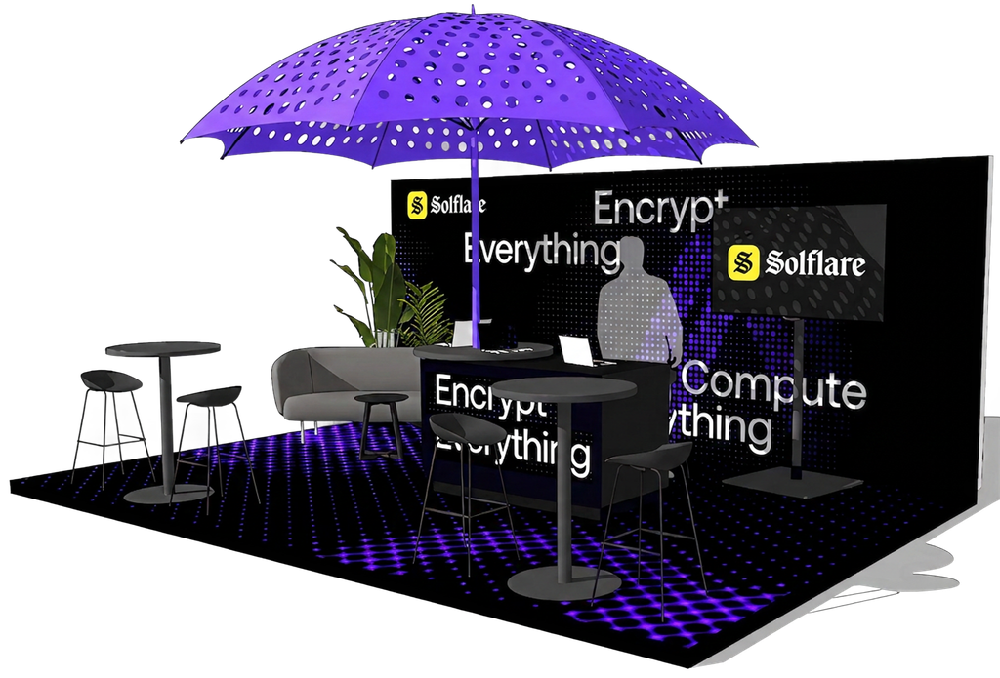 Solflare
Encrypt
Everything
Solflare
Compute
Encrypt
Everything